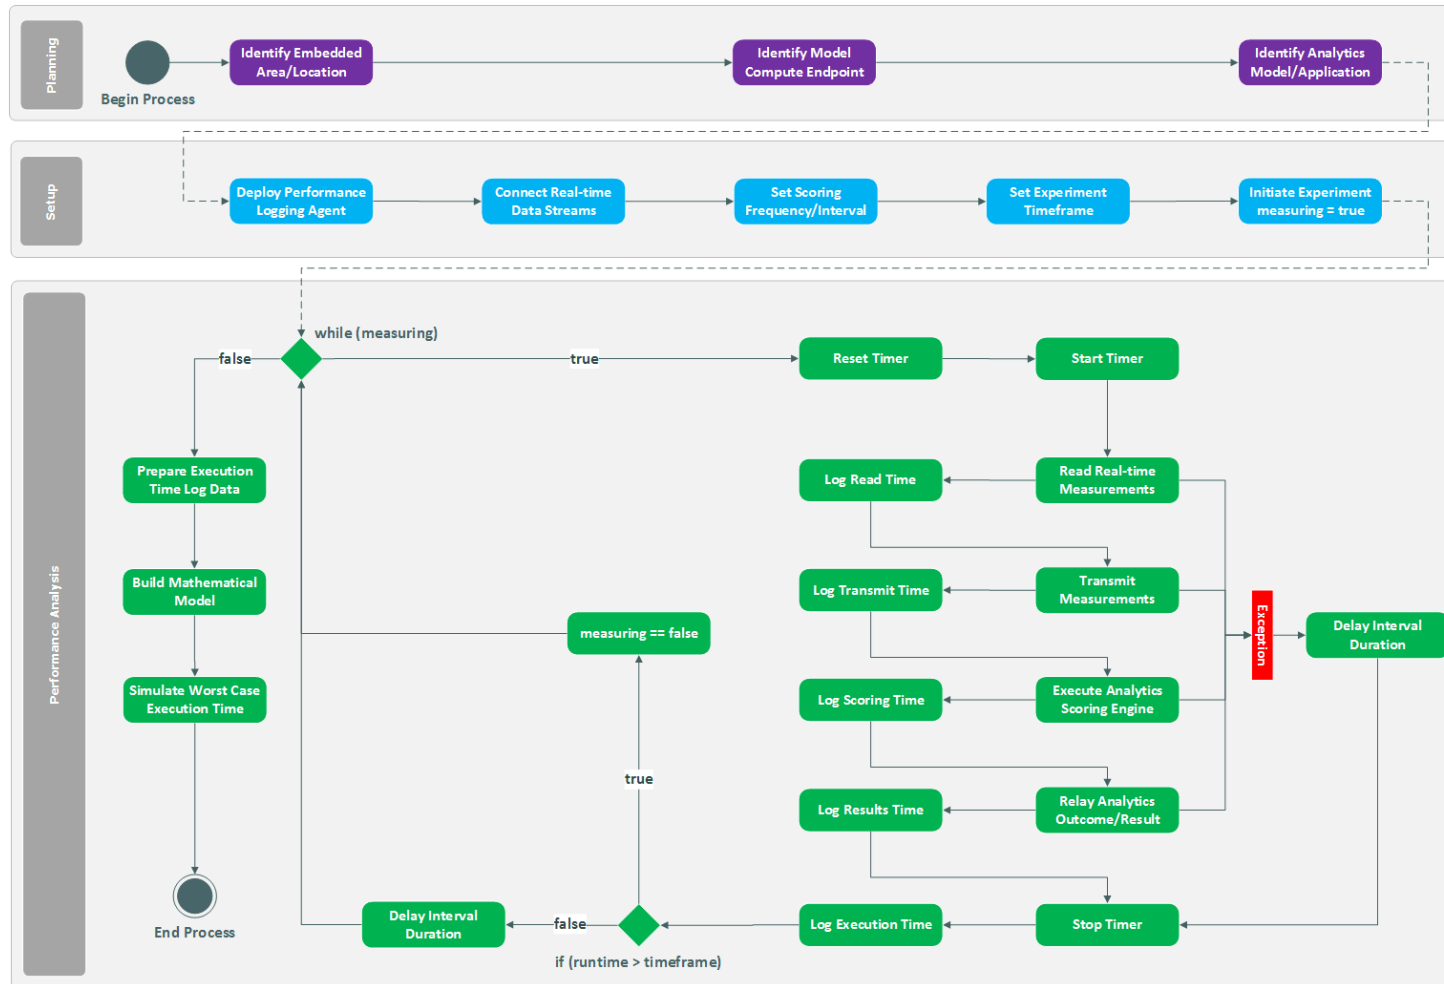 Planning
Begin Process
Identify Embedded
Area/Location
Identify Model
Compute Endpoint
Identify Analytics
Model/Application
Setup
Deploy Performance
Logging Agent
Connect Real-time
Data Streams
Set Scoring
Frequency/Interval
Set Experiment
Timeframe
Initiate Experiment
measuring = true
Performance Analysis
while (measuring)
false
true
Reset Timer
Start Timer
Prepare Execution
Time Log Data
Log Read Time
Read Real-time
Measurements
Build Mathematical
Model
Log Transmit Time
Transmit
Measurements
measuring == false
Exception
Delay Interval
Duration
Simulate Worst Case
Execution Time
Log Scoring Time
Execute Analytics
Scoring Engine
true
Log Results Time
Relay Analytics
Outcome/Result
End Process
Delay Interval
Duration
false
if (runtime > timeframe)
Log Execution Time
Stop Timer